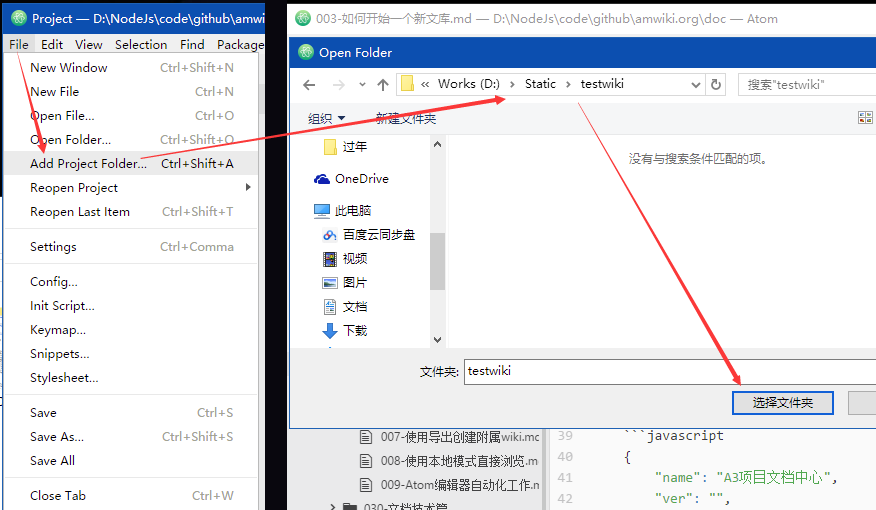 Project — D:\NodeJs\code\github\amwi
File Edit View Selection Find Package
New Window Ctrl+Shift+N
New File Ctrl+O
Open File... Ctrl+O
Open Folder... Ctrl+Shift+O
Add Project Folder... Ctrl+Shift+A
Reopen Project
Reopen Last Item Ctrl+Shift+T
Settings Ctrl+Comma
Config...
Init Script...
Keymap...
Snippets...
Stylesheet...
Save Ctrl+S
Save As... Ctrl+Shift+S
Save All
Close Tab Ctrl+W
003-如何开始一个新文库.md — D:\NodeJs\code\github\amwiki.org\doc — Atom
Open Folder
« Works (D:) › Static › testwiki
搜索"testwiki"
组织 新建文件夹
过年
OneDrive
此电脑
百度云同步盘
视频
图片
文档
下载
没有与搜索条件匹配的项。
文件夹: testwiki
选择文件夹
007-使用导出创建附属wiki.mc
008-使用本地模式直接浏览.m
009-Atom编辑器自动化工作.n
030-文档技术篇
39 ```javascript
40 {
41 "name": "A3项目文档中心",
42 "ver": "",